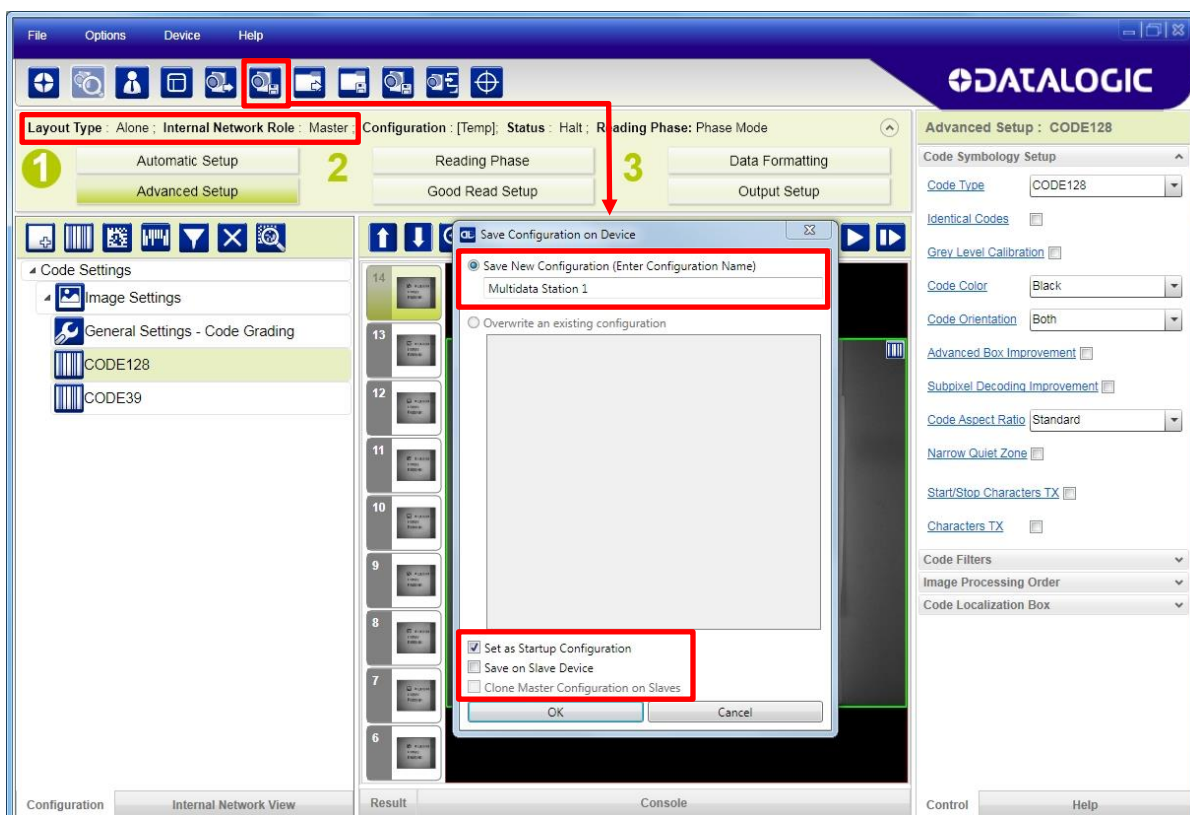 File Options Device Help
DATALOGIC
Layout Type : Alone ; Internal Network Role : Master ; Configuration : [Temp]; Status : Halt ; Reading Phase: Phase Mode
1 Automatic Setup 2 Reading Phase 3 Data Formatting
Advanced Setup Good Read Setup Output Setup
Code Settings
Image Settings
General Settings - Code Grading
CODE128
CODE39
Configuration Internal Network View
14
13
12
11
10
9
8
7
6
Save Configuration on Device
Save New Configuration (Enter Configuration Name)
Multidata Station 1
Overwrite an existing configuration
Set as Startup Configuration
Save on Slave Device
Clone Master Configuration on Slaves
OK Cancel
Result Console
Advanced Setup : CODE128
Code Symbology Setup
Code Type CODE128
Identical Codes
Grey Level Calibration
Code Color Black
Code Orientation Both
Advanced Box Improvement
Subpixel Decoding Improvement
Code Aspect Ratio Standard
Narrow Quiet Zone
Start/Stop Characters TX
Characters TX
Code Filters
Image Processing Order
Code Localization Box
Control Help